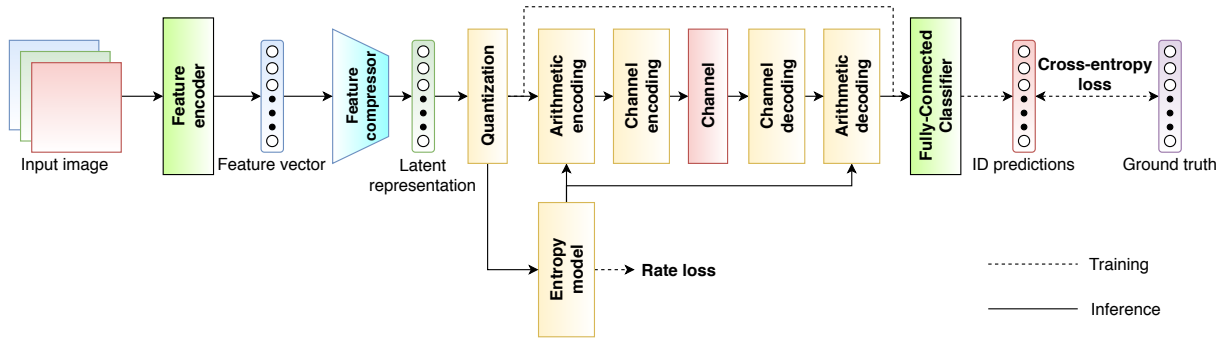 Input image
Feature
encoder
Feature vector
Feature
compressor
Latent
representation
Quantization
Arithmetic
encoding
Channel
encoding
Channel
Channel
decoding
Arithmetic
decoding
Fully-Connected
Classifier
ID predictions
Cross-entropy
loss
Ground truth
Entropy
model
Rate loss
Training
Inference